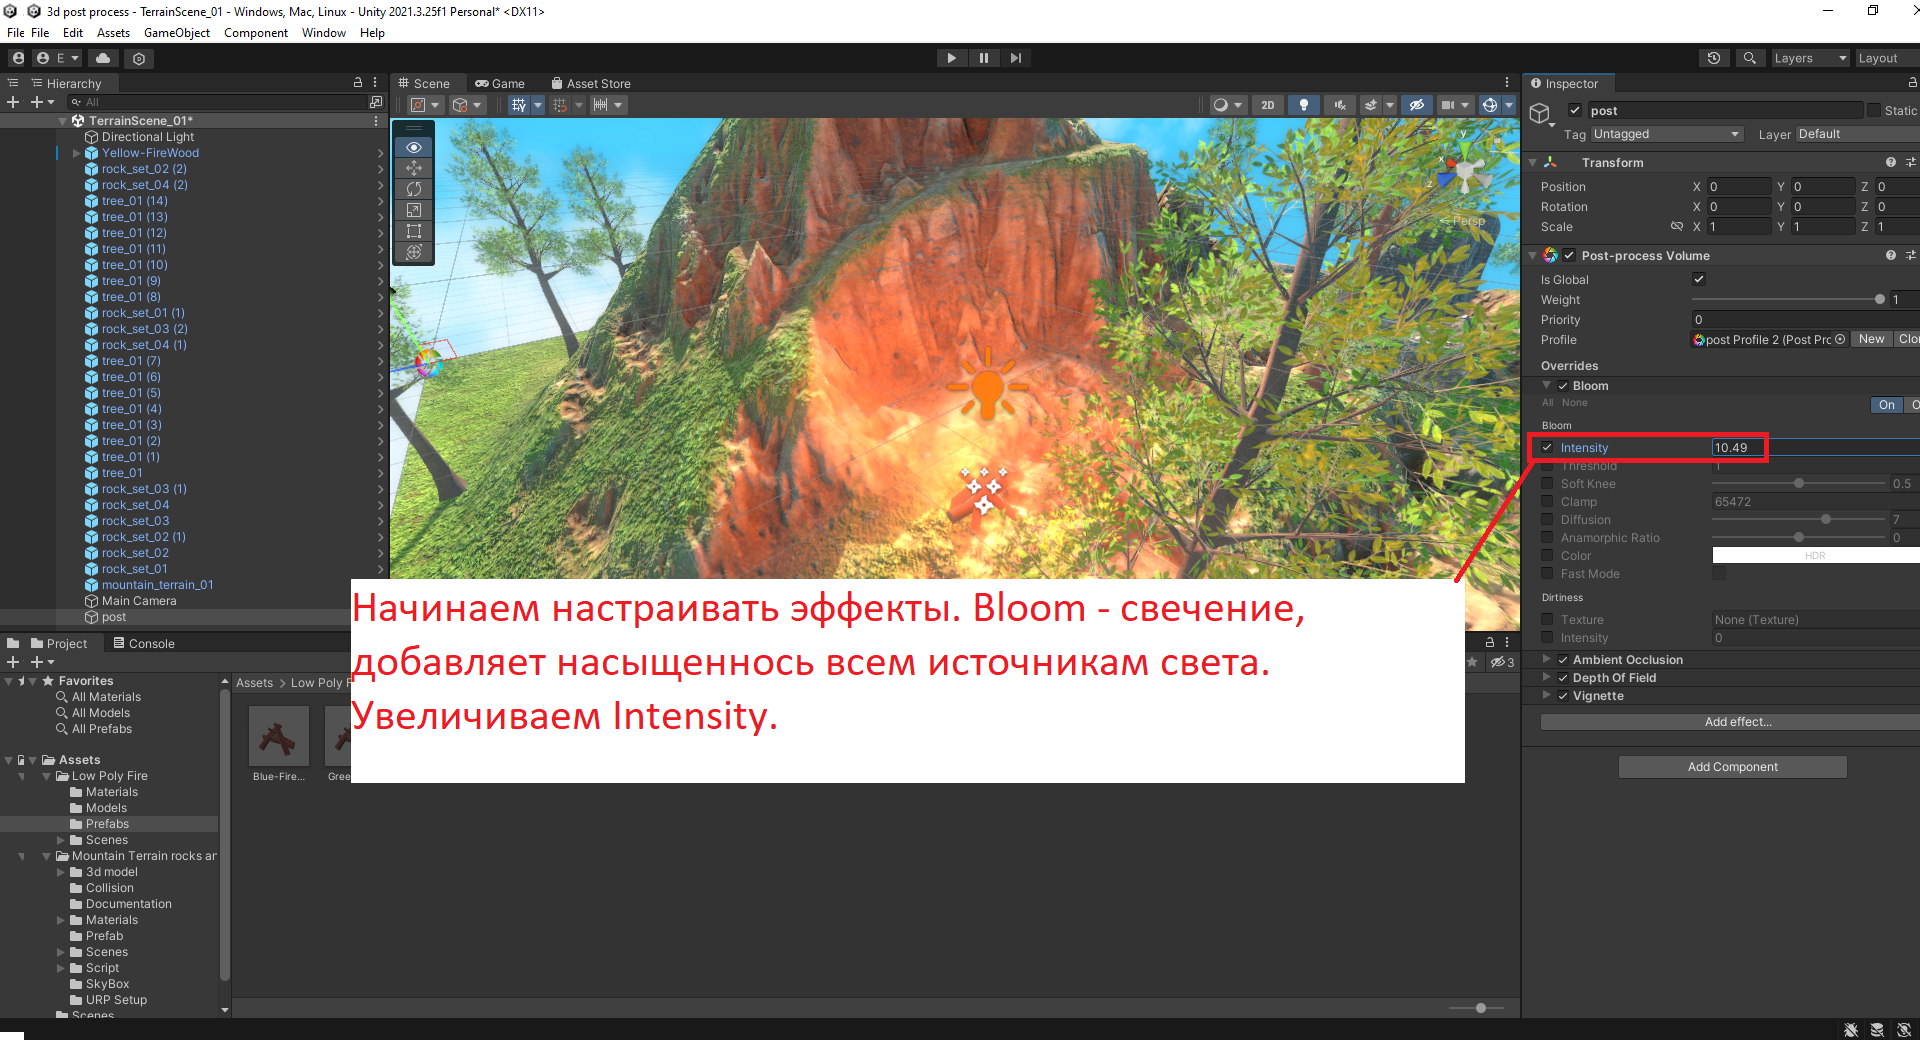 3d post process - TerrainScene_01 - Windows, Mac, Linux - Unity 2021.3.25f1 Personal* <DX11>
File File Edit Assets GameObject Component Window Help
E
Layers
Layout
Hierarchy
All
TerrainScene_01*
Directional Light
Yellow-FireWood
rock_set_02 (2)
rock_set_04 (2)
tree_01 (14)
tree_01 (13)
tree_01 (12)
tree_01 (11)
tree_01 (10)
tree_01 (9)
tree_01 (8)
rock_set_01 (1)
rock_set_03 (2)
rock_set_04 (1)
tree_01 (7)
tree_01 (6)
tree_01 (5)
tree_01 (4)
tree_01 (3)
tree_01 (2)
tree_01 (1)
tree_01
rock_set_03 (1)
rock_set_04
rock_set_03
rock_set_02 (1)
rock_set_02
rock_set_01
mountain_terrain_01
Main Camera
post
Scene Game Asset Store
2D
y
x
z
Persp
Начинаем настраивать эффекты. Bloom - свечение,
добавляет насыщеннось всем источникам света.
Увеличиваем Intensity.
Project Console
3
Favorites
All Materials
All Models
All Prefabs
Assets
Low Poly Fire
Materials
Models
Prefabs
Scenes
Mountain Terrain rocks an
3d model
Collision
Documentation
Materials
Prefab
Scenes
Script
SkyBox
URP Setup
Scenes
Assets > Low Poly F
Blue-Fire... Gree
Inspector
post Static
Tag Untagged Layer Default
Transform
Position X 0 Y 0 Z 0
Rotation X 0 Y 0 Z 0
Scale X 1 Y 1 Z 1
Post-process Volume
Is Global
Weight 1
Priority 0
Profile post Profile 2 (Post Prc New Clor
Overrides
Bloom
All None On O
Bloom
Intensity 10.49
Threshold 1
Soft Knee 0.5
Clamp 65472
Diffusion 7
Anamorphic Ratio 0
Color HDR
Fast Mode
Dirtiness
Texture None (Texture)
Intensity 0
Ambient Occlusion
Depth Of Field
Vignette
Add effect...
Add Component